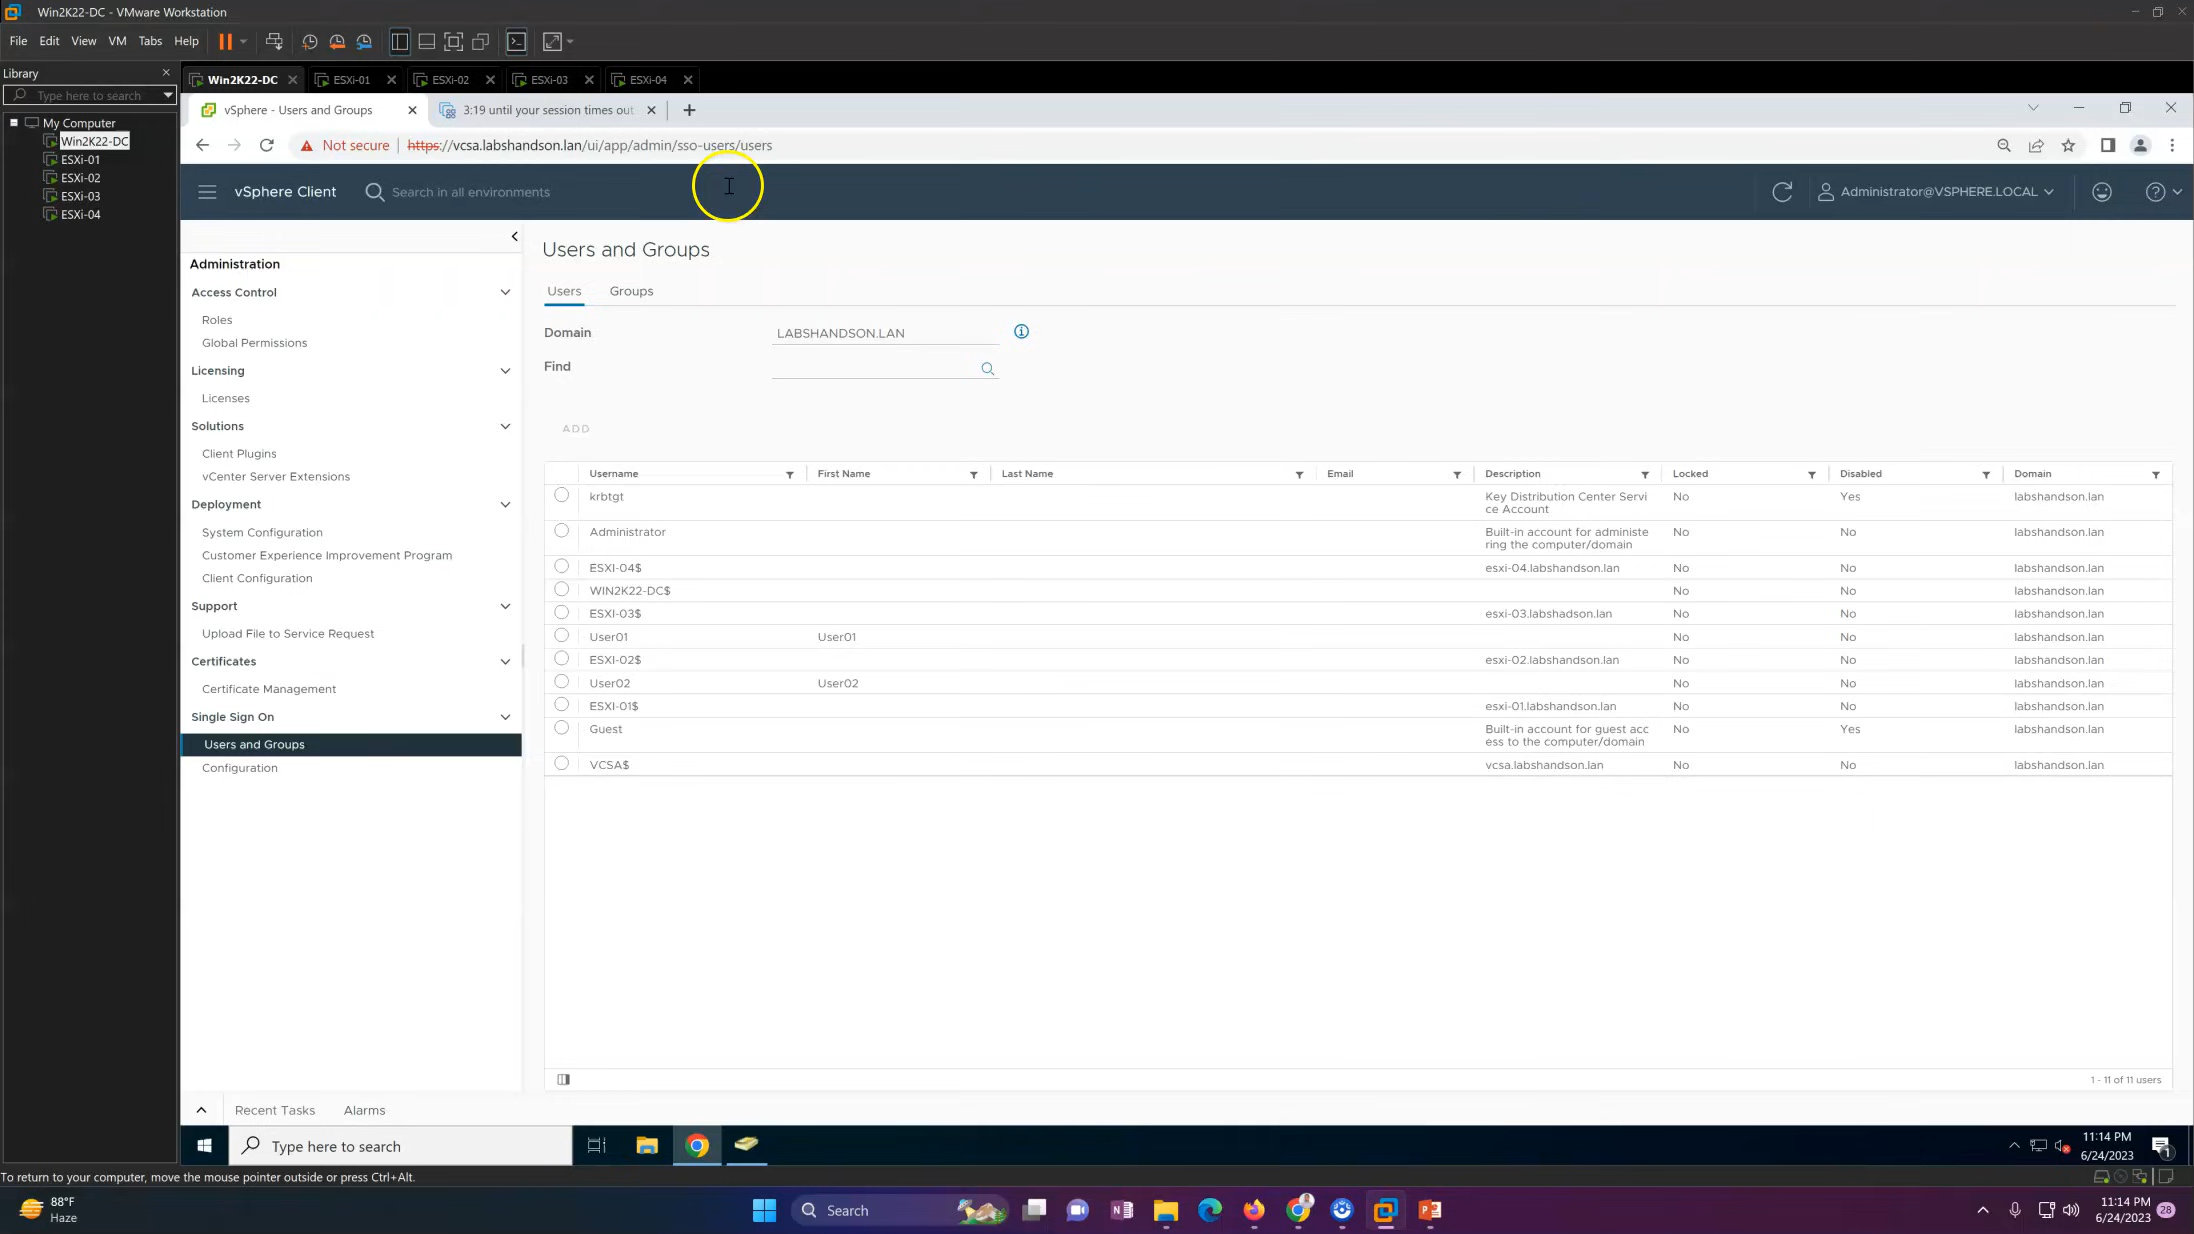 Win2K22-DC - VMware Workstation
File Edit View VM Tabs Help
Library
Type here to search
My Computer
Win2K22-DC
ESXi-01
ESXi-02
ESXi-03
ESXi-04
Win2K22-DC ESXi-01 ESXi-02 ESXi-03 ESXi-04
vSphere - Users and Groups 3:19 until your session times out
Not secure https://vcsa.labshandson.lan/ui/app/admin/sso-users/users
vSphere Client Search in all environments Administrator@VSPHERE.LOCAL
Administration
Access Control
Roles
Global Permissions
Licensing
Licenses
Solutions
Client Plugins
vCenter Server Extensions
Deployment
System Configuration
Customer Experience Improvement Program
Client Configuration
Support
Upload File to Service Request
Certificates
Certificate Management
Single Sign On
Users and Groups
Configuration
Users and Groups
Users Groups
Domain LABSHANDSON.LAN
Find
ADD
Username First Name Last Name Email Description Locked Disabled Domain
krbtgt Key Distribution Center Servi No Yes labshandson.lan
ce Account
Administrator Built-in account for administe No No labshandson.lan
ring the computer/domain
ESXI-04$ esxi-04.labshandson.lan No No labshandson.lan
WIN2K22-DC$ No No labshandson.lan
ESXI-03$ esxi-03.labshadson.lan No No labshandson.lan
User01 User01 No No labshandson.lan
ESXI-02$ esxi-02.labshandson.lan No No labshandson.lan
User02 User02 No No labshandson.lan
ESXI-01$ esxi-01.labshandson.lan No No labshandson.lan
Guest Built-in account for guest acc No Yes labshandson.lan
ess to the computer/domain
VCSA$ vcsa.labshandson.lan No No labshandson.lan
1 - 11 of 11 users
Recent Tasks Alarms
Type here to search
11:14 PM
6/24/2023
1
To return to your computer, move the mouse pointer outside or press Ctrl+Alt.
88°F
Haze
Search
11:14 PM
6/24/2023
28